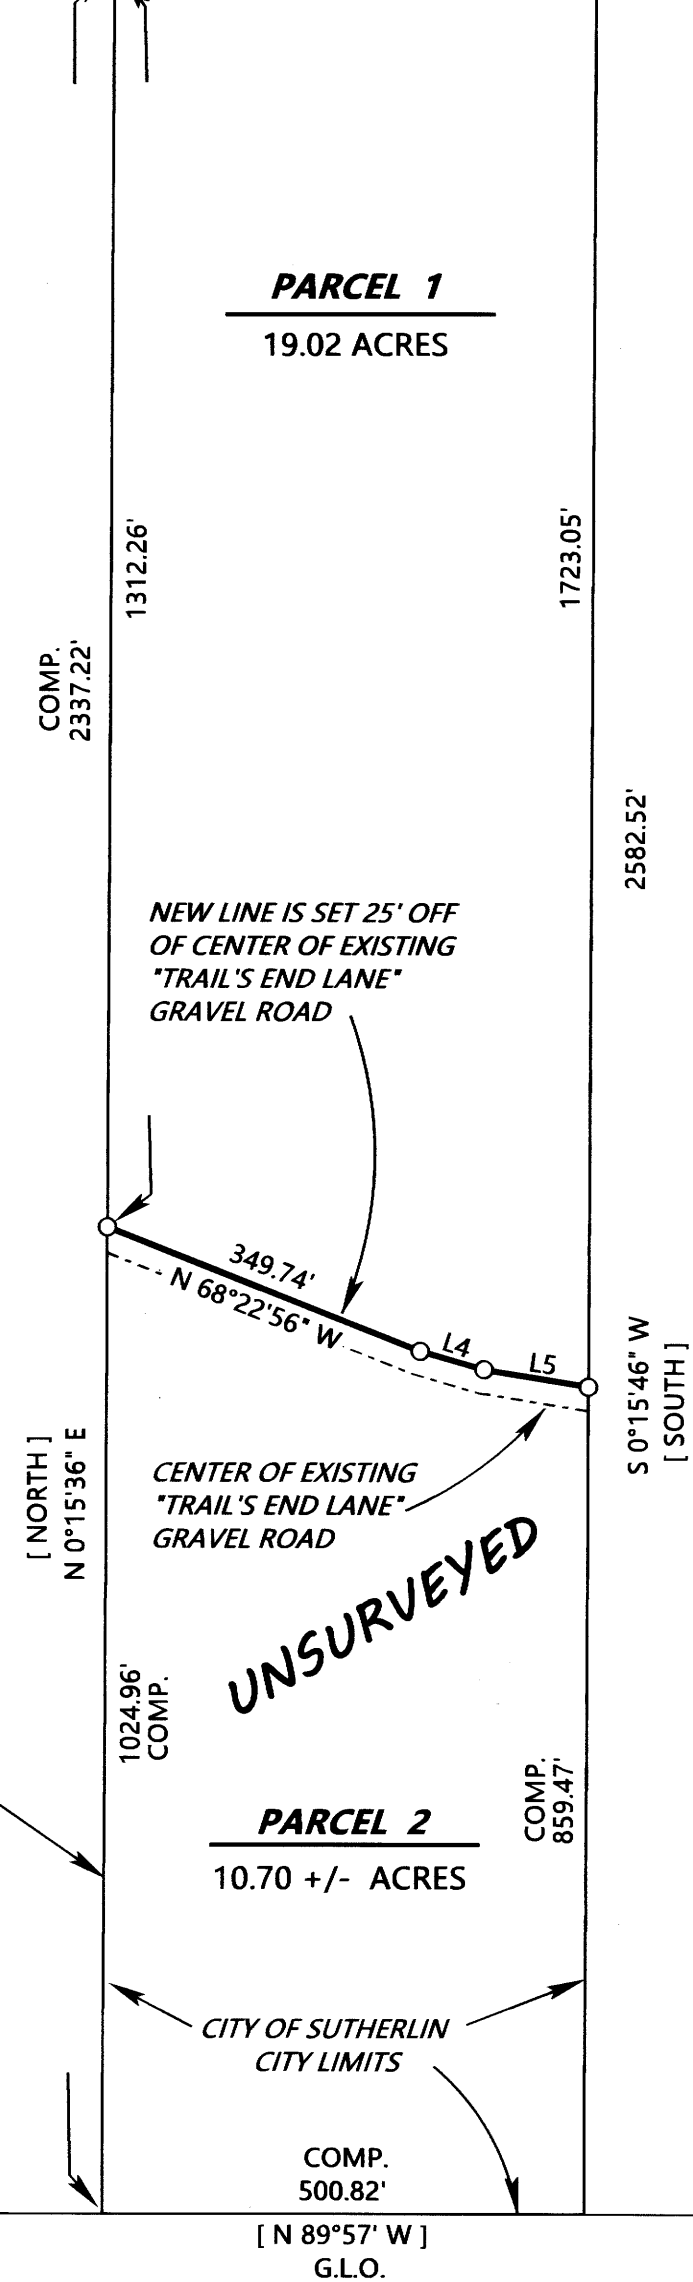 PARCEL 1
19.02 ACRES
1312.26'
1723.05'
COMP.
2337.22'
2582.52'
NEW LINE IS SET 25' OFF
OF CENTER OF EXISTING
"TRAIL'S END LANE"
GRAVEL ROAD
349.74'
N 68°22'56" W
L4
L5
S 0°15'46" W
[ SOUTH ]
[ NORTH ]
N 0°15'36" E
CENTER OF EXISTING
"TRAIL'S END LANE"
GRAVEL ROAD
UNSURVEYED
1024.96'
COMP.
COMP.
859.47'
PARCEL 2
10.70 +/- ACRES
CITY OF SUTHERLIN
CITY LIMITS
COMP.
500.82'
[ N 89°57' W ]
G.L.O.